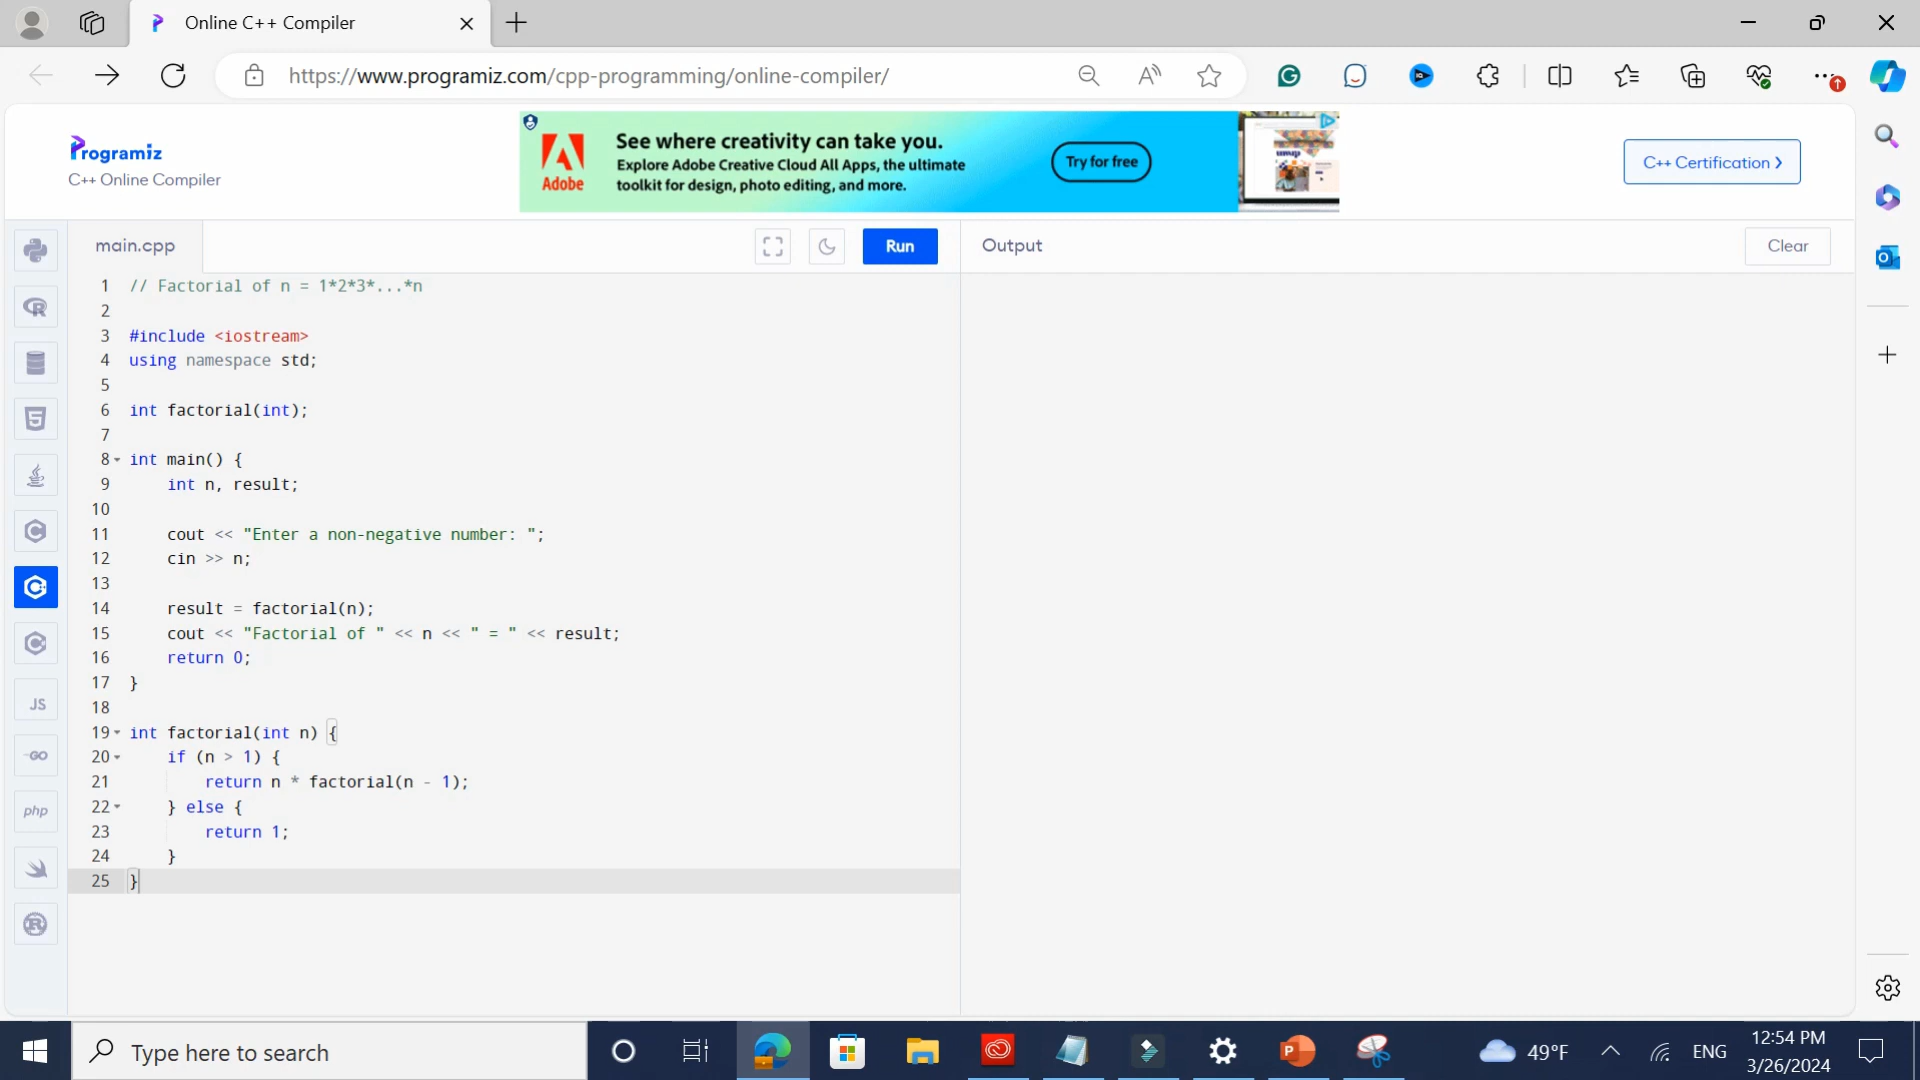 Online C++ Compiler
https://www.programiz.com/cpp-programming/online-compiler/
Programiz
C++ Online Compiler
Adobe
See where creativity can take you.
Explore Adobe Creative Cloud All Apps, the ultimate
toolkit for design, photo editing, and more.
Try for free
C++ Certification >
main.cpp
Run
Output
Clear
1 // Factorial of n = 1*2*3*...*n
2
3 #include <iostream>
4 using namespace std;
5
6 int factorial(int);
7
8 int main() {
9 int n, result;
10
11 cout << "Enter a non-negative number: ";
12 cin >> n;
13
14 result = factorial(n);
15 cout << "Factorial of " << n << " = " << result;
16 return 0;
17 }
18
19 int factorial(int n) {
20 if (n > 1) {
21 return n * factorial(n - 1);
22 } else {
23 return 1;
24 }
25 }
JS
GO
php
Type here to search
49°F
ENG
12:54 PM
3/26/2024